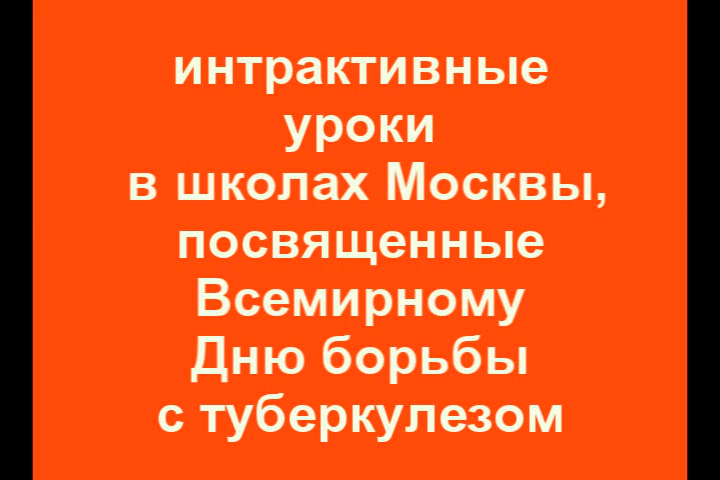 интрактивные
уроки
в школах Москвы,
посвященные
Всемирному
Дню борьбы
с туберкулезом